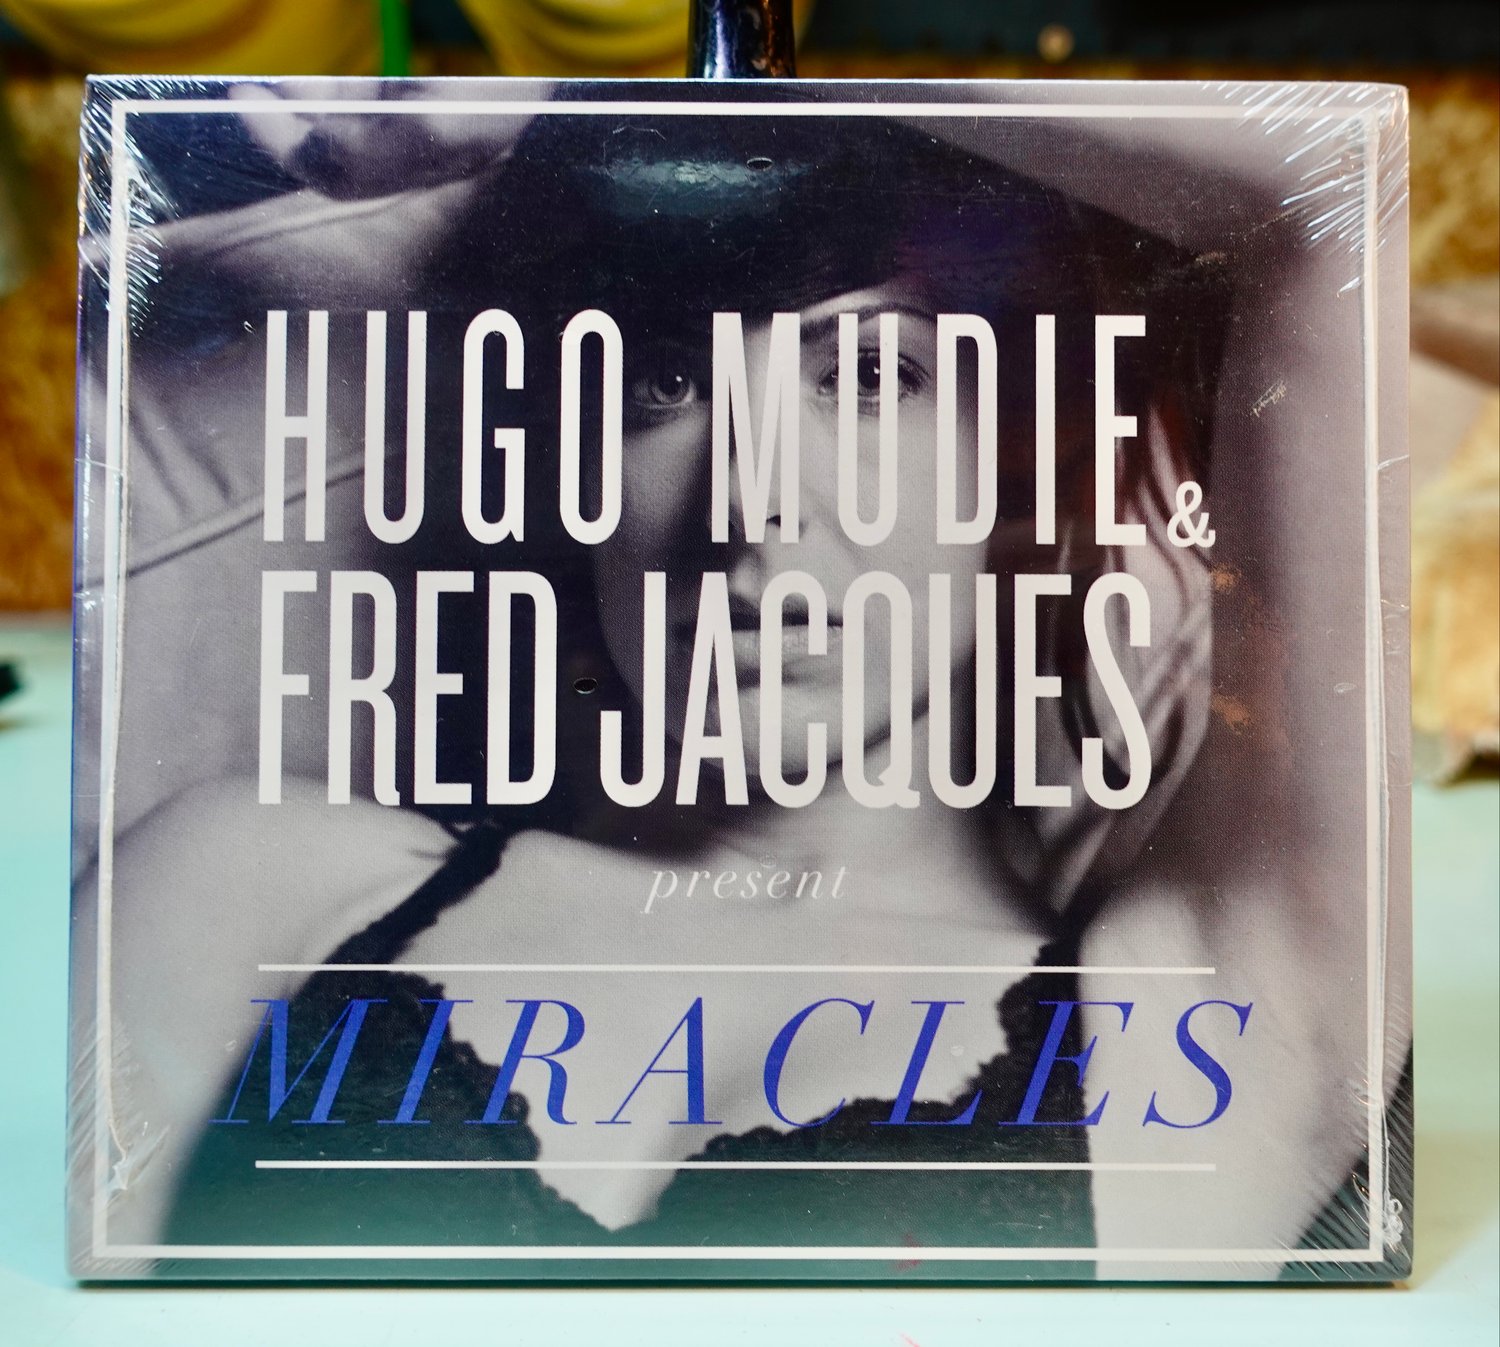 HUGO MUDIE &
FRED JACQUES
present
MIRACLES